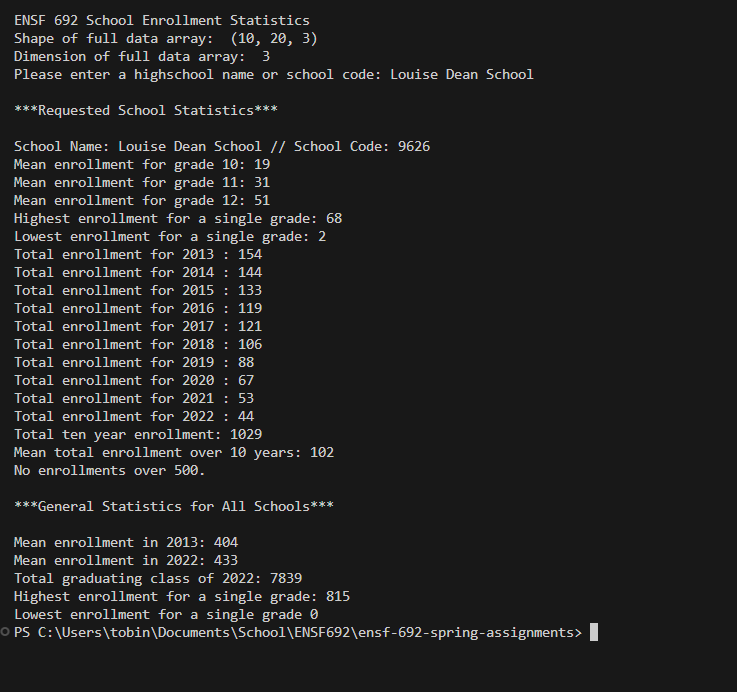 ENSF 692 School Enrollment Statistics
Shape of full data array:  (10, 20, 3)
Dimension of full data array:  3
Please enter a highschool name or school code: Louise Dean School
***Requested School Statistics***
School Name: Louise Dean School // School Code: 9626
Mean enrollment for grade 10: 19
Mean enrollment for grade 11: 31
Mean enrollment for grade 12: 51
Highest enrollment for a single grade: 68
Lowest enrollment for a single grade: 2
Total enrollment for 2013 : 154
Total enrollment for 2014 : 144
Total enrollment for 2015 : 133
Total enrollment for 2016 : 119
Total enrollment for 2017 : 121
Total enrollment for 2018 : 106
Total enrollment for 2019 : 88
Total enrollment for 2020 : 67
Total enrollment for 2021 : 53
Total enrollment for 2022 : 44
Total ten year enrollment: 1029
Mean total enrollment over 10 years: 102
No enrollments over 500.
***General Statistics for All Schools***
Mean enrollment in 2013: 404
Mean enrollment in 2022: 433
Total graduating class of 2022: 7839
Highest enrollment for a single grade: 815
Lowest enrollment for a single grade 0
PS C:\Users\tobin\Documents\School\ENSF692\ensf-692-spring-assignments>